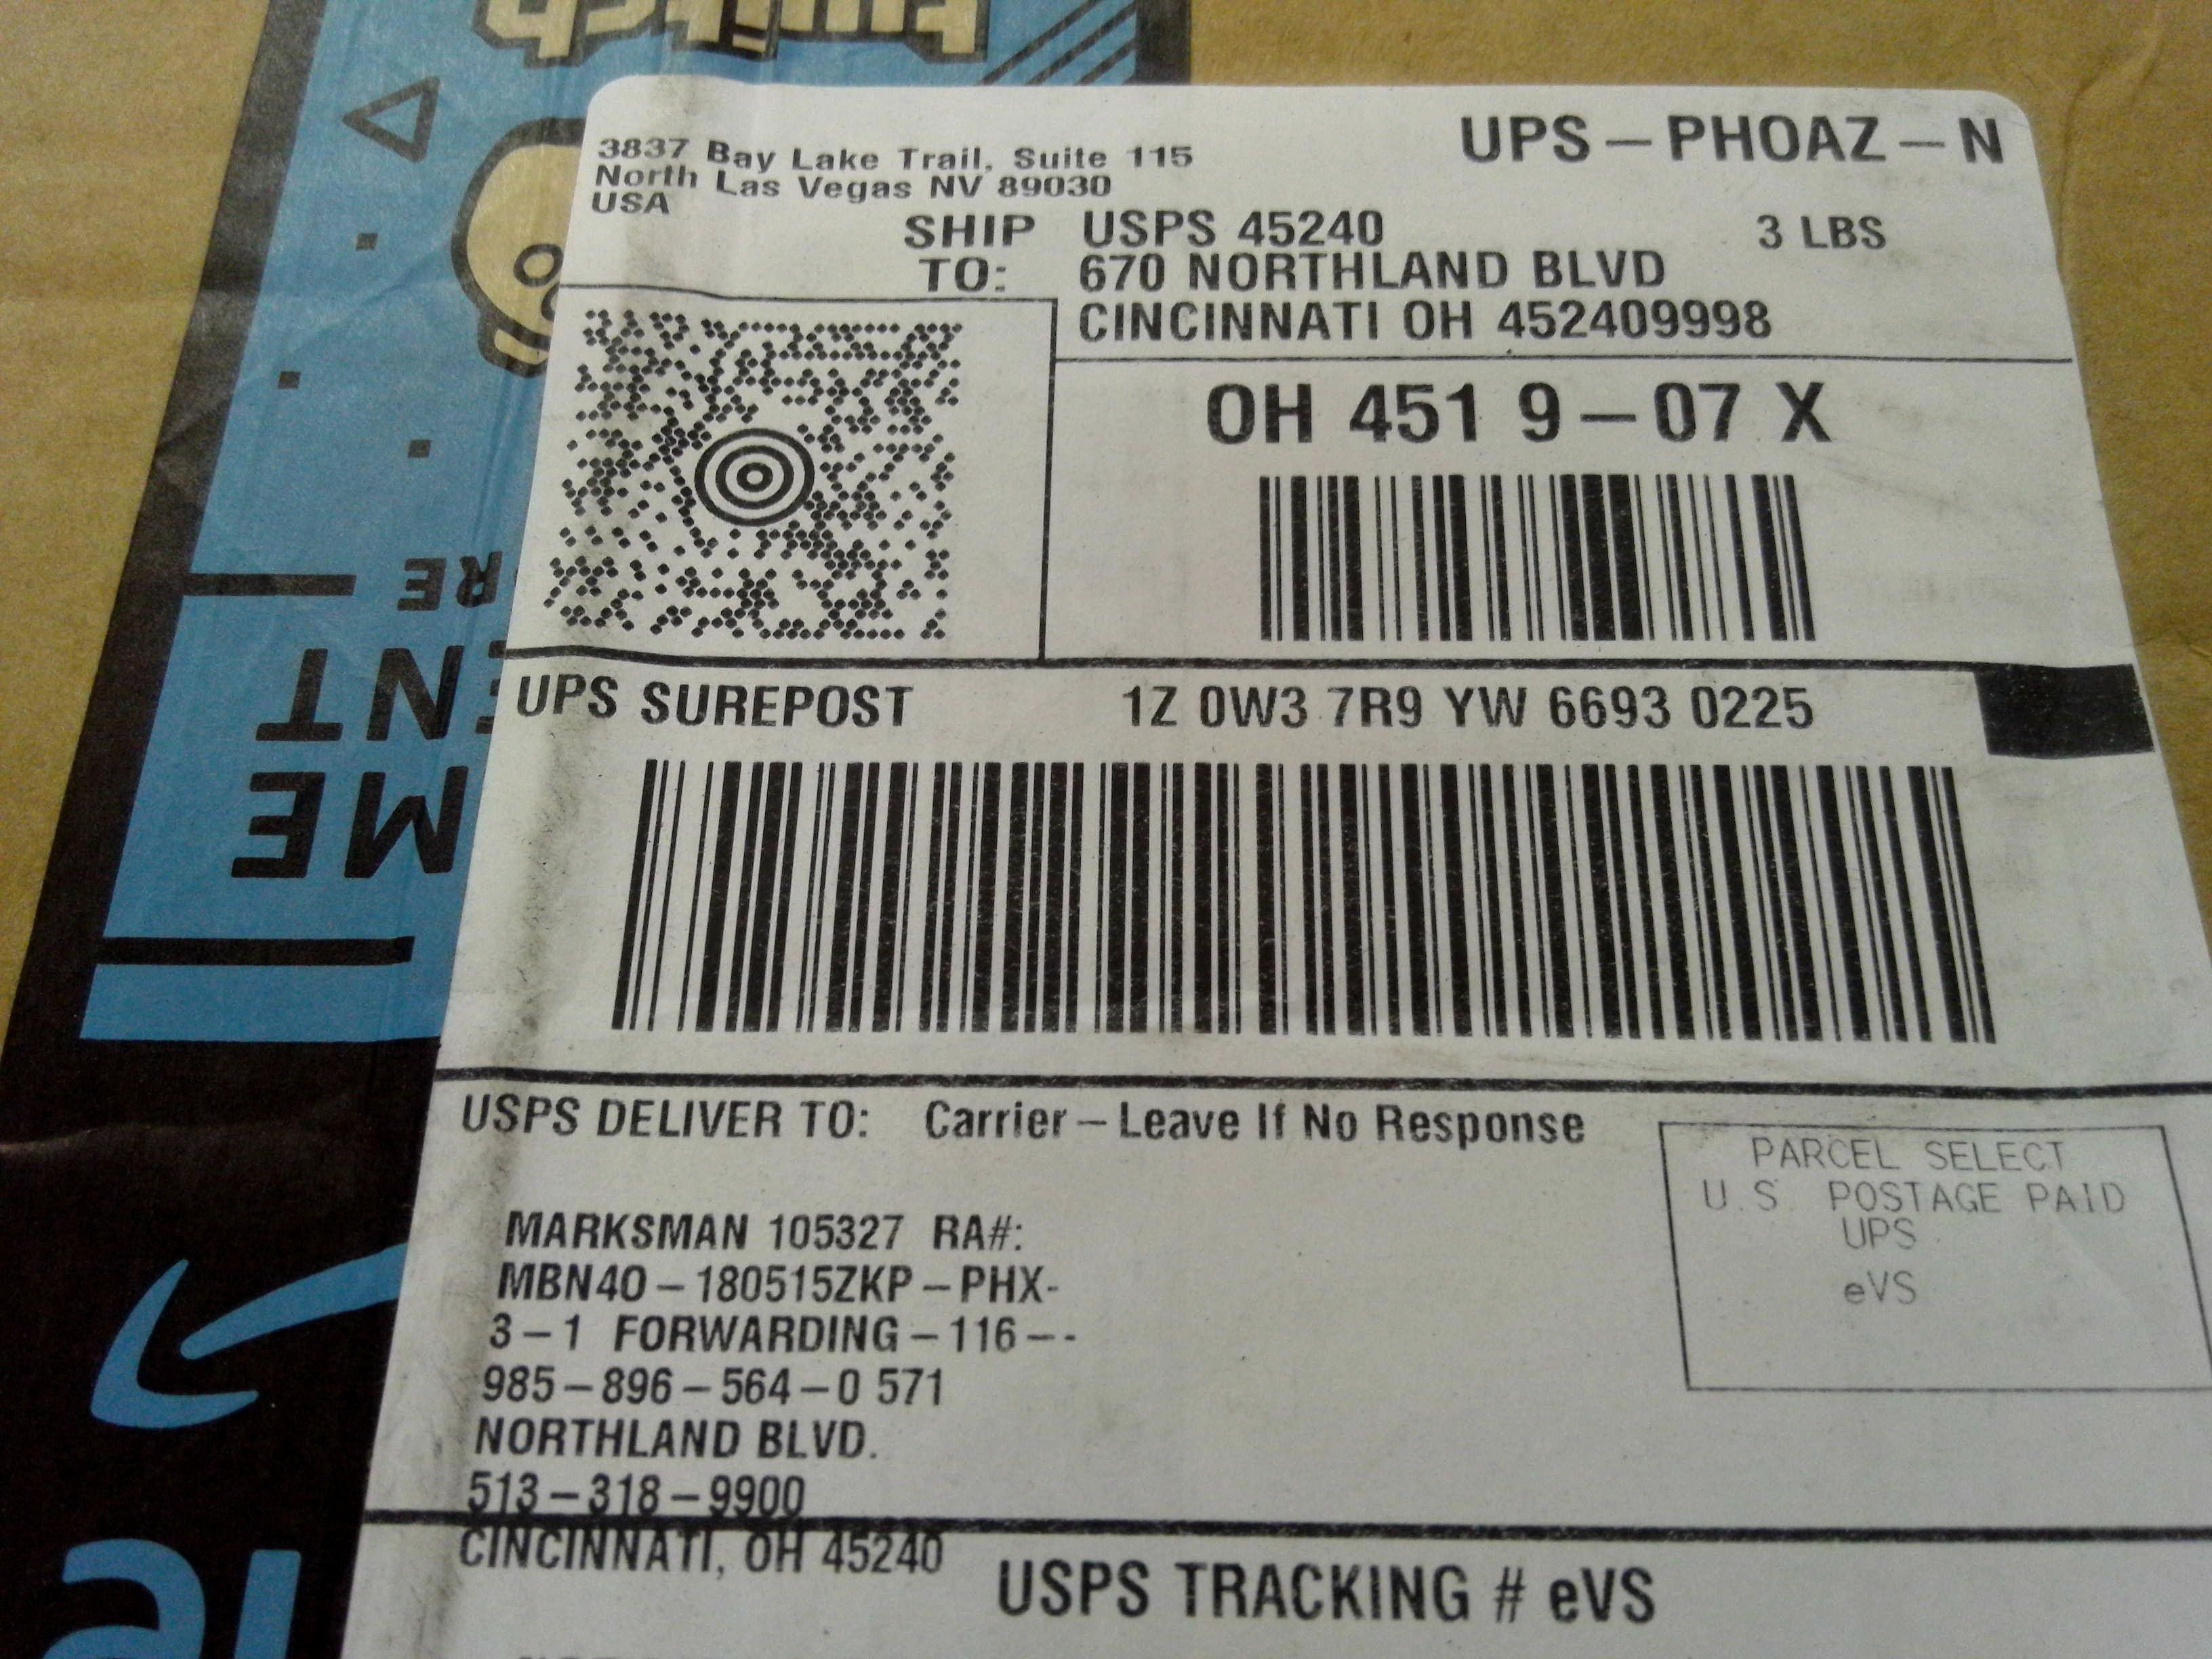 twitch
3837 Bay Lake Trail, Suite 115
North Las Vegas NV 89030
USA
UPS – PHOAZ – N
SHIP TO:
USPS 45240
3 LBS
670 NORTHLAND BLVD
CINCINNATI OH 452409998
OH 451 9 – 07 X
UPS SUREPOST
1Z 0W3 7R9 YW 6693 0225
USPS DELIVER TO: Carrier – Leave If No Response
MARKSMAN 105327 RA#:
MBN40 – 180515ZKP – PHX-
3 – 1 FORWARDING – 116 – -
985 – 896 – 564 – 0 571
NORTHLAND BLVD.
513 – 318 – 9900
CINCINNATI, OH 45240
PARCEL SELECT
U.S. POSTAGE PAID
UPS
eVS
USPS TRACKING # eVS